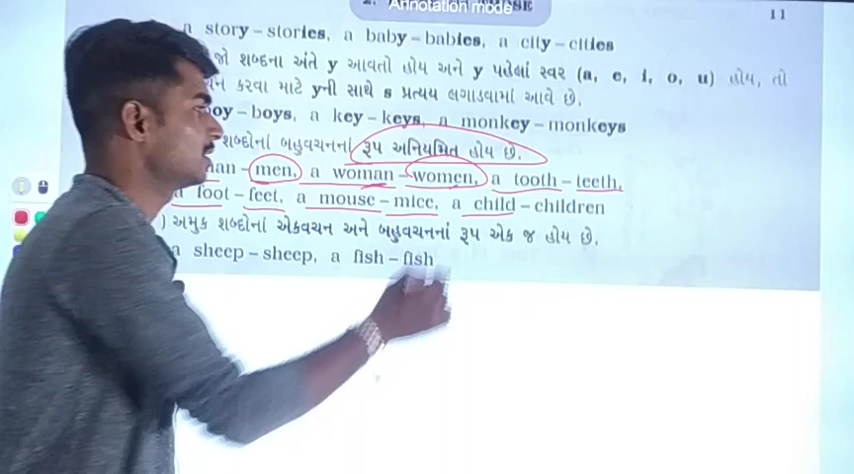 Annotation mode SE
11
a story – stories, a baby – babies, a city – cities
જો શબ્દના અંતે y આવતો હોય અને y પહેલાં સ્વર (a, e, i, o, u) હોય, તો
કરવા માટે yની સાથે s પ્રત્યય લગાડવામાં આવે છે.
boy – boys, a key – keys, a monkey – monkeys
શબ્દોનાં બહુવચનનાં રૂપ અનિયમિત હોય છે.
man – men, a woman – women, a tooth – teeth,
a foot – feet, a mouse – mice, a child – children
) અમુક શબ્દોનાં એકવચન અને બહુવચનનાં રૂપ એક જ હોય છે.
a sheep – sheep, a fish – fish